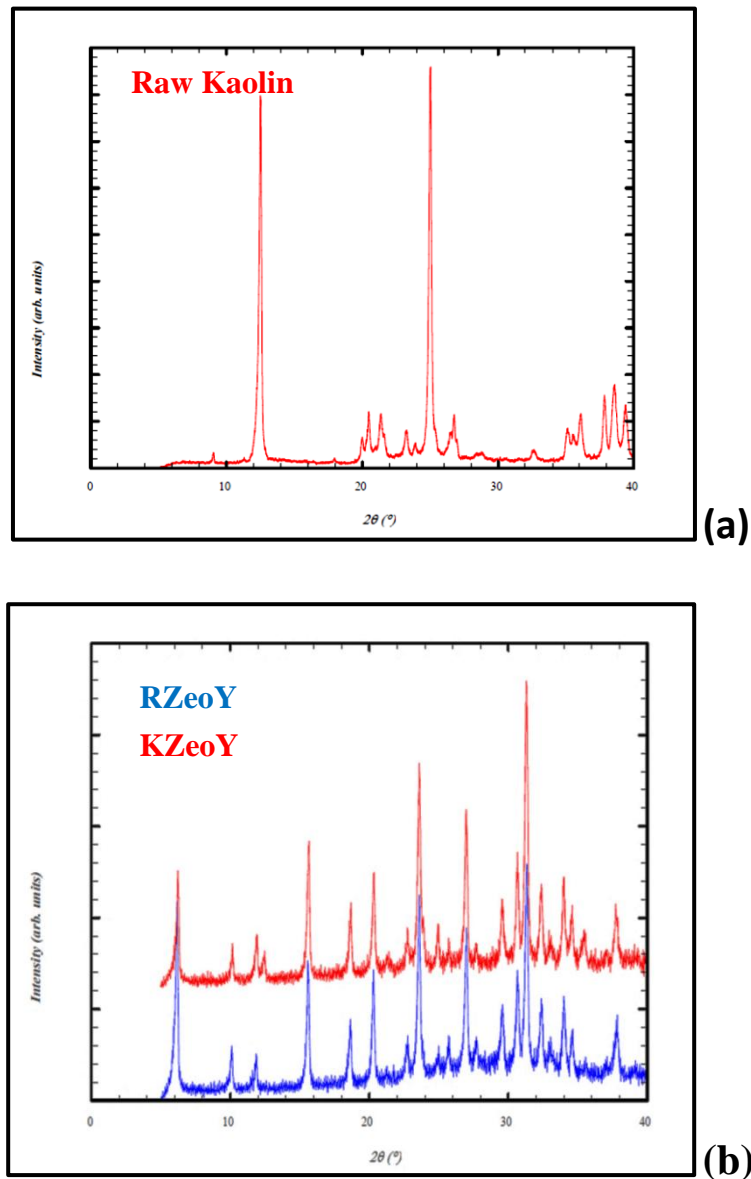 Raw Kaolin
Intensity (arb. units)
0 10 20 30 40
2θ (°)
(a)
RZeoY
KZeoY
Intensity (arb. units)
0 10 20 30 40
2θ (°)
(b)